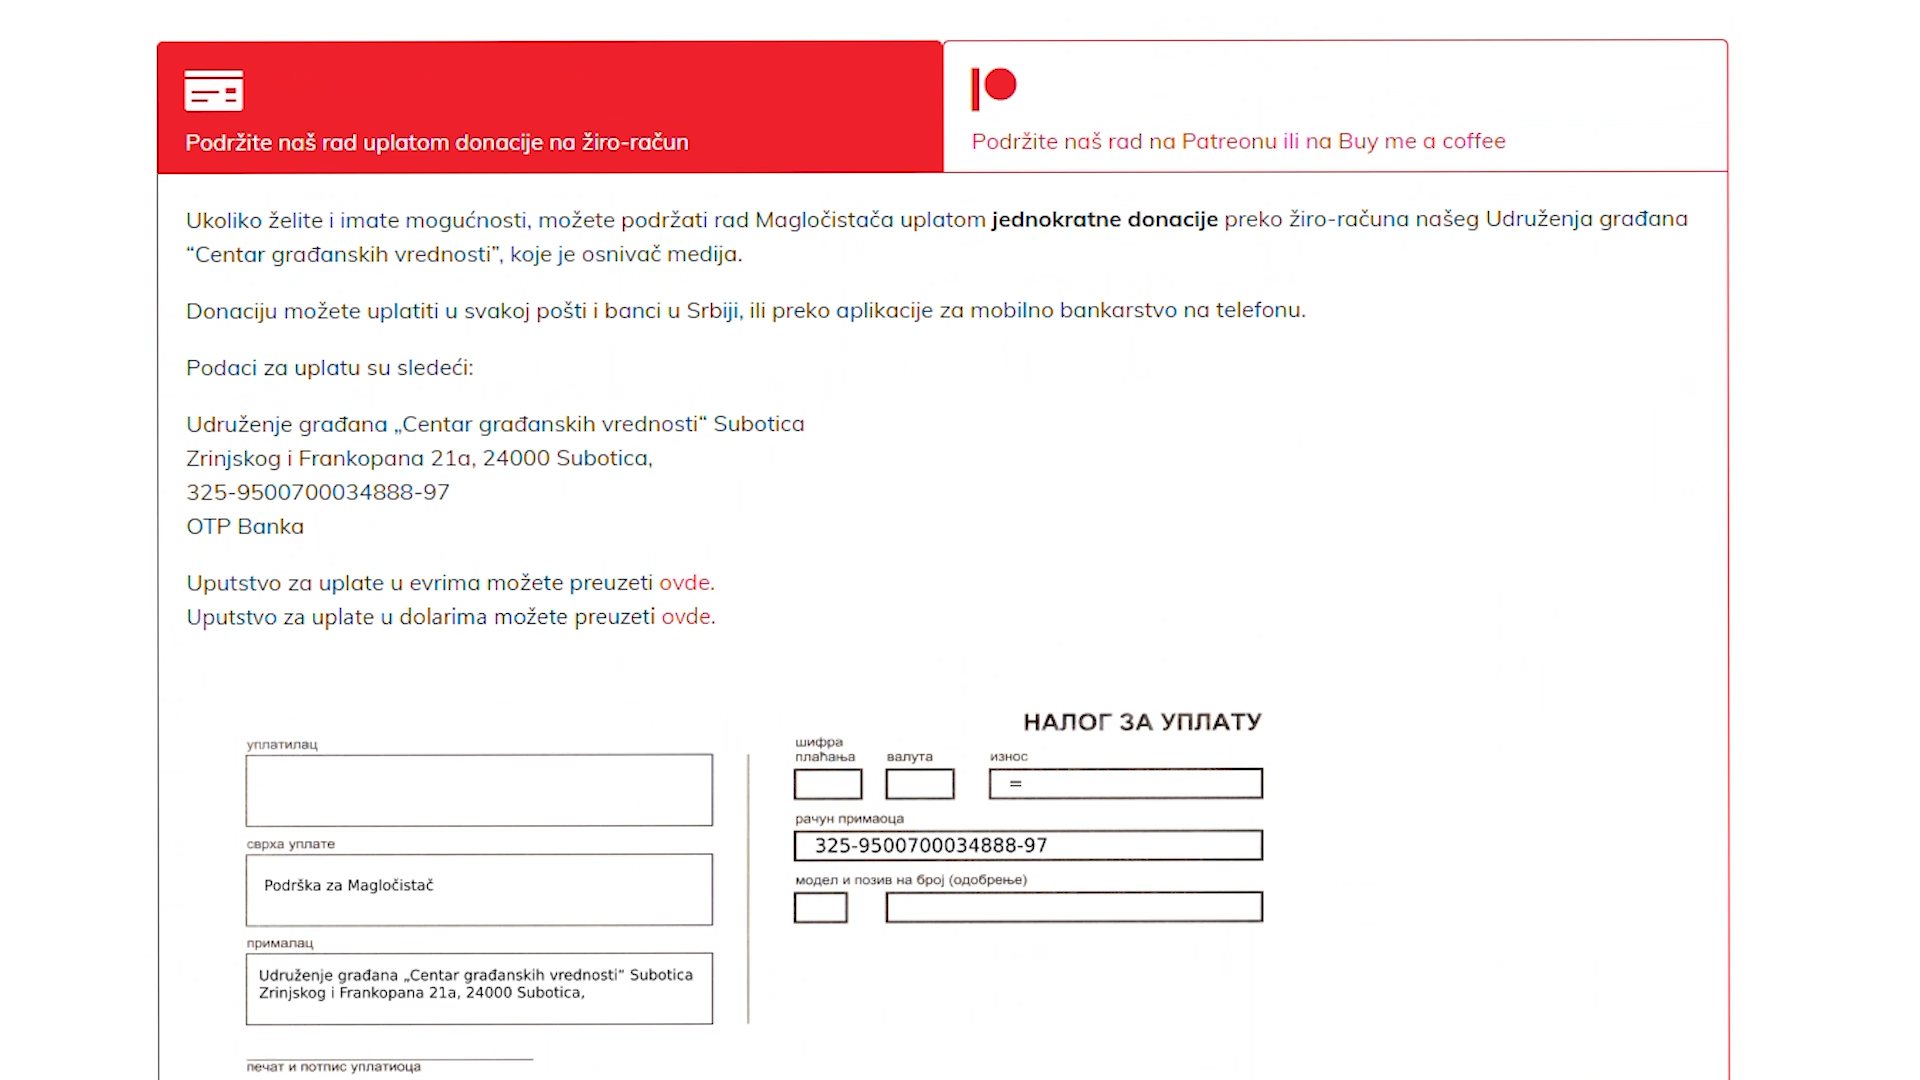 Podržite naš rad uplatom donacije na žiro-račun
Podržite naš rad na Patreonu ili na Buy me a coffee
Ukoliko želite i imate mogućnosti, možete podržati rad Magločistača uplatom jednokratne donacije preko žiro-računa našeg Udruženja građana
“Centar građanskih vrednosti”, koje je osnivač medija.
Donaciju možete uplatiti u svakoj pošti i banci u Srbiji, ili preko aplikacije za mobilno bankarstvo na telefonu.
Podaci za uplatu su sledeći:
Udruženje građana „Centar građanskih vrednosti“ Subotica
Zrinjskog i Frankopana 21a, 24000 Subotica,
325-9500700034888-97
OTP Banka
Uputstvo za uplate u evrima možete preuzeti ovde.
Uputstvo za uplate u dolarima možete preuzeti ovde.
НАЛОГ ЗА УПЛАТУ
уплатилац
сврха уплате
Podrška za Magločistač
прималац
Udruženje građana „Centar građanskih vrednosti“ Subotica
Zrinjskog i Frankopana 21a, 24000 Subotica,
печат и потпис уплатиоца
шифра
плаћања
валута
износ
=
рачун примаоца
325-9500700034888-97
модел и позив на број (одобрење)